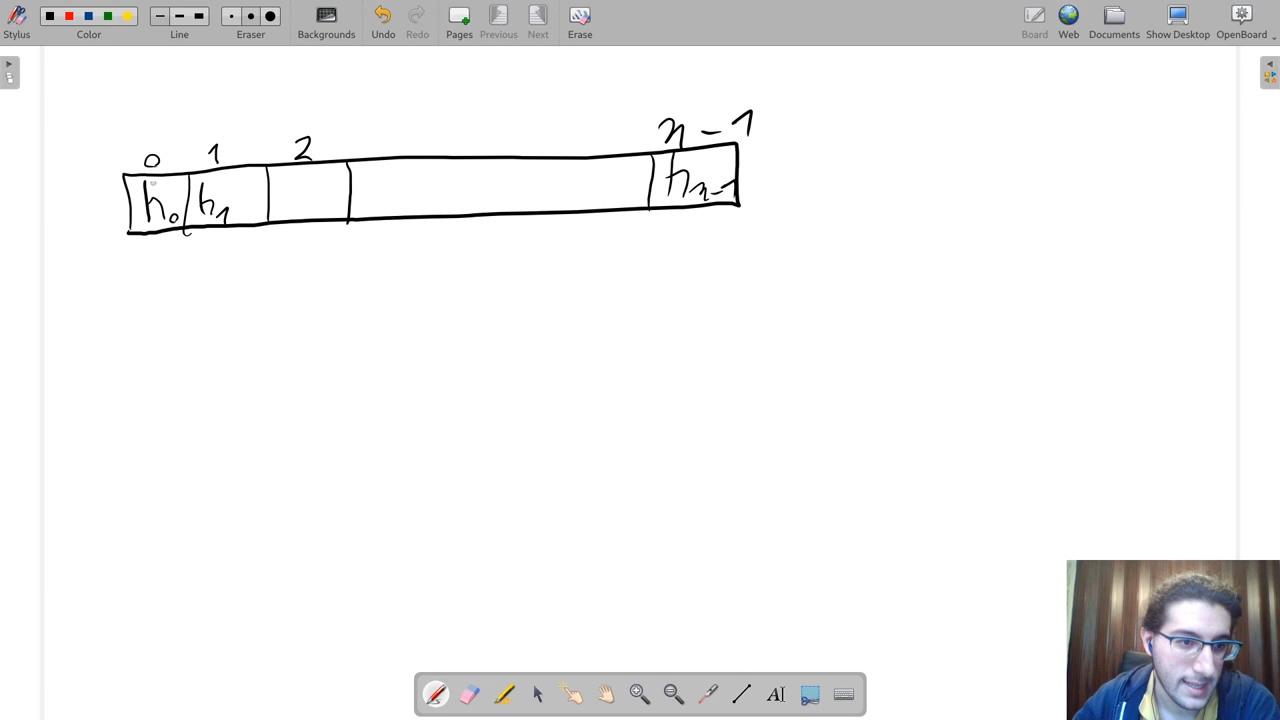 Stylus Color Line Eraser Backgrounds Undo Redo Pages Previous Next Erase Board Web Documents Show Desktop OpenBoard
0 1 2 n-1
h₀ h₁ hₙ₋₁